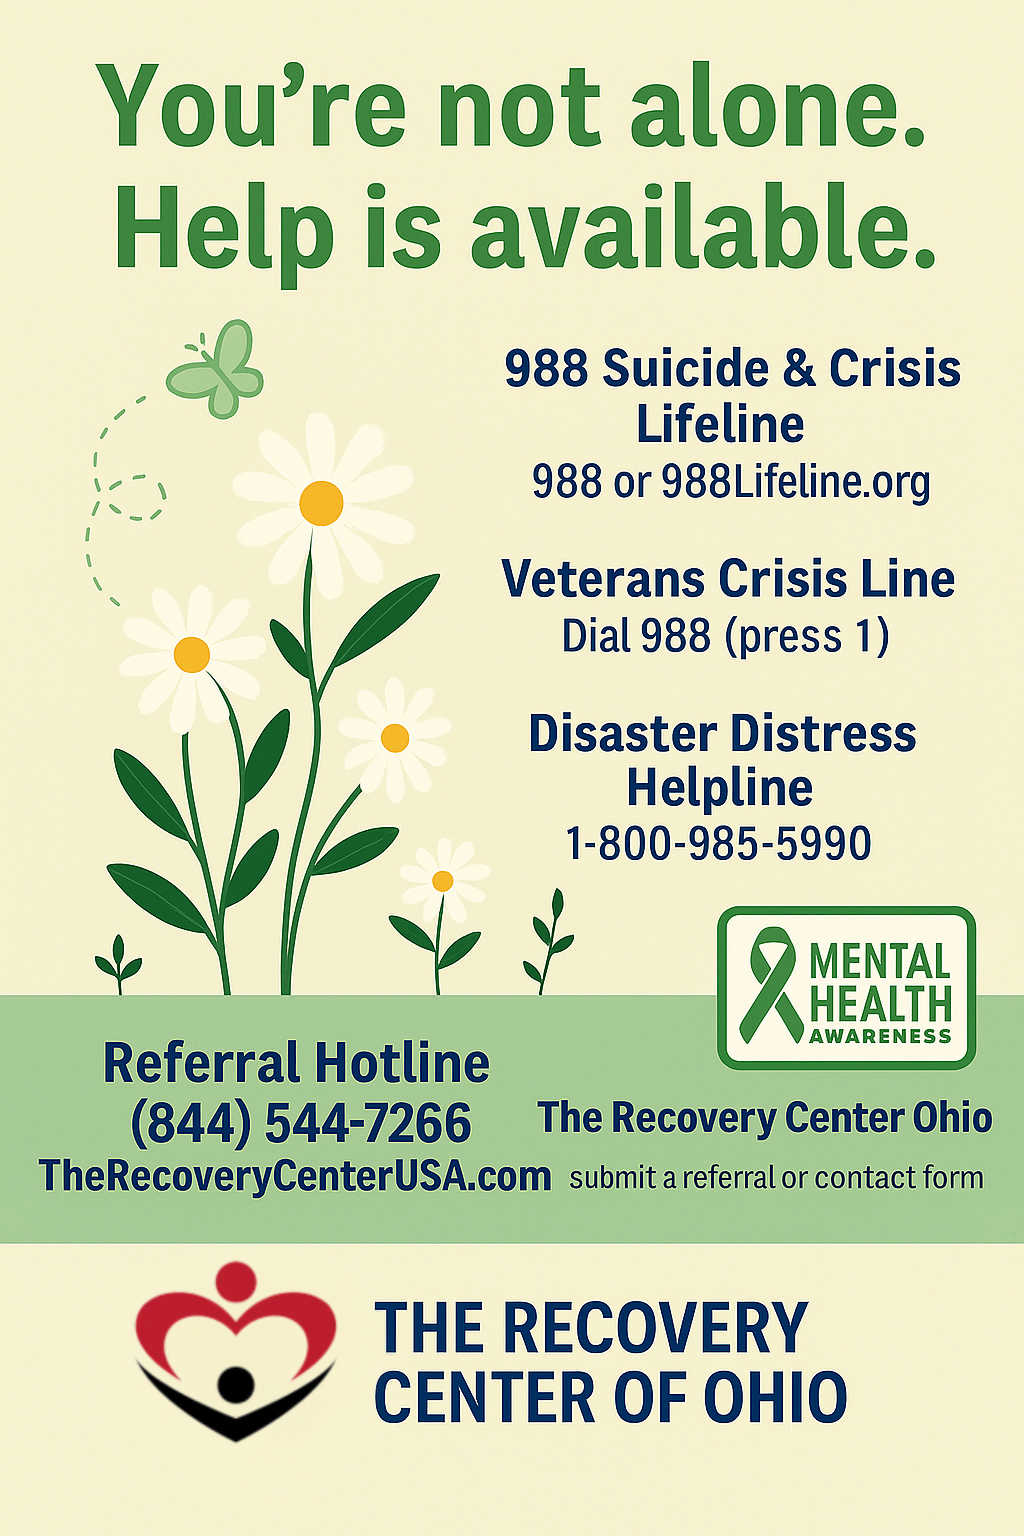 You’re not alone.
Help is available.
988 Suicide & Crisis
Lifeline
988 or 988Lifeline.org
Veterans Crisis Line
Dial 988 (press 1)
Disaster Distress
Helpline
1-800-985-5990
MENTAL
HEALTH
AWARENESS
Referral Hotline
(844) 544-7266
TheRecoveryCenterUSA.com
The Recovery Center Ohio
submit a referral or contact form
THE RECOVERY
CENTER OF OHIO